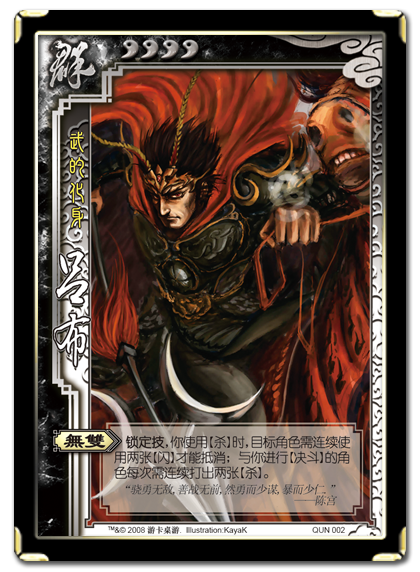 群
武的化身
吕布
無雙
锁定技,你使用【杀】时,目标角色需连续使
用两张【闪】才能抵消;与你进行【决斗】的角
色每次需连续打出两张【杀】。
“骁勇无敌,善战无前,然勇而少谋,暴而少仁。”
——陈宫
™&© 2008 游卡桌游 Illustration:KayaK QUN 002